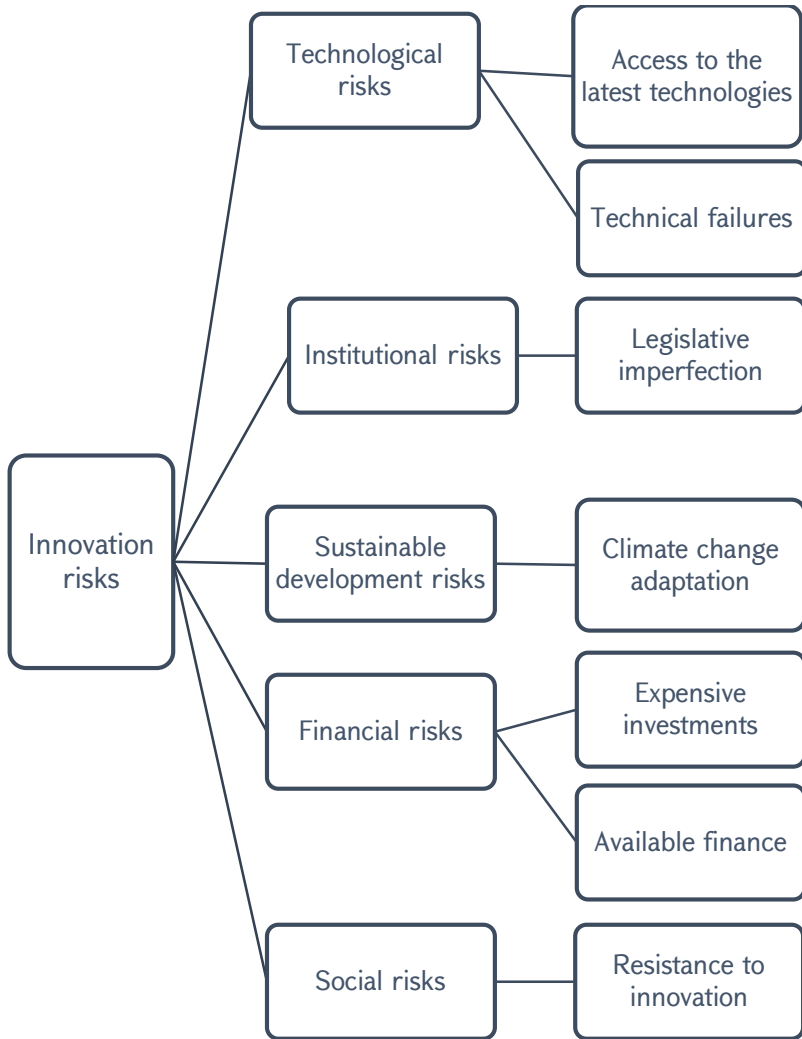 Technological
risks
Access to the
latest technologies
Technical failures
Institutional risks
Legislative
imperfection
Innovation
risks
Sustainable
development risks
Climate change
adaptation
Financial risks
Expensive
investments
Available finance
Social risks
Resistance to
innovation